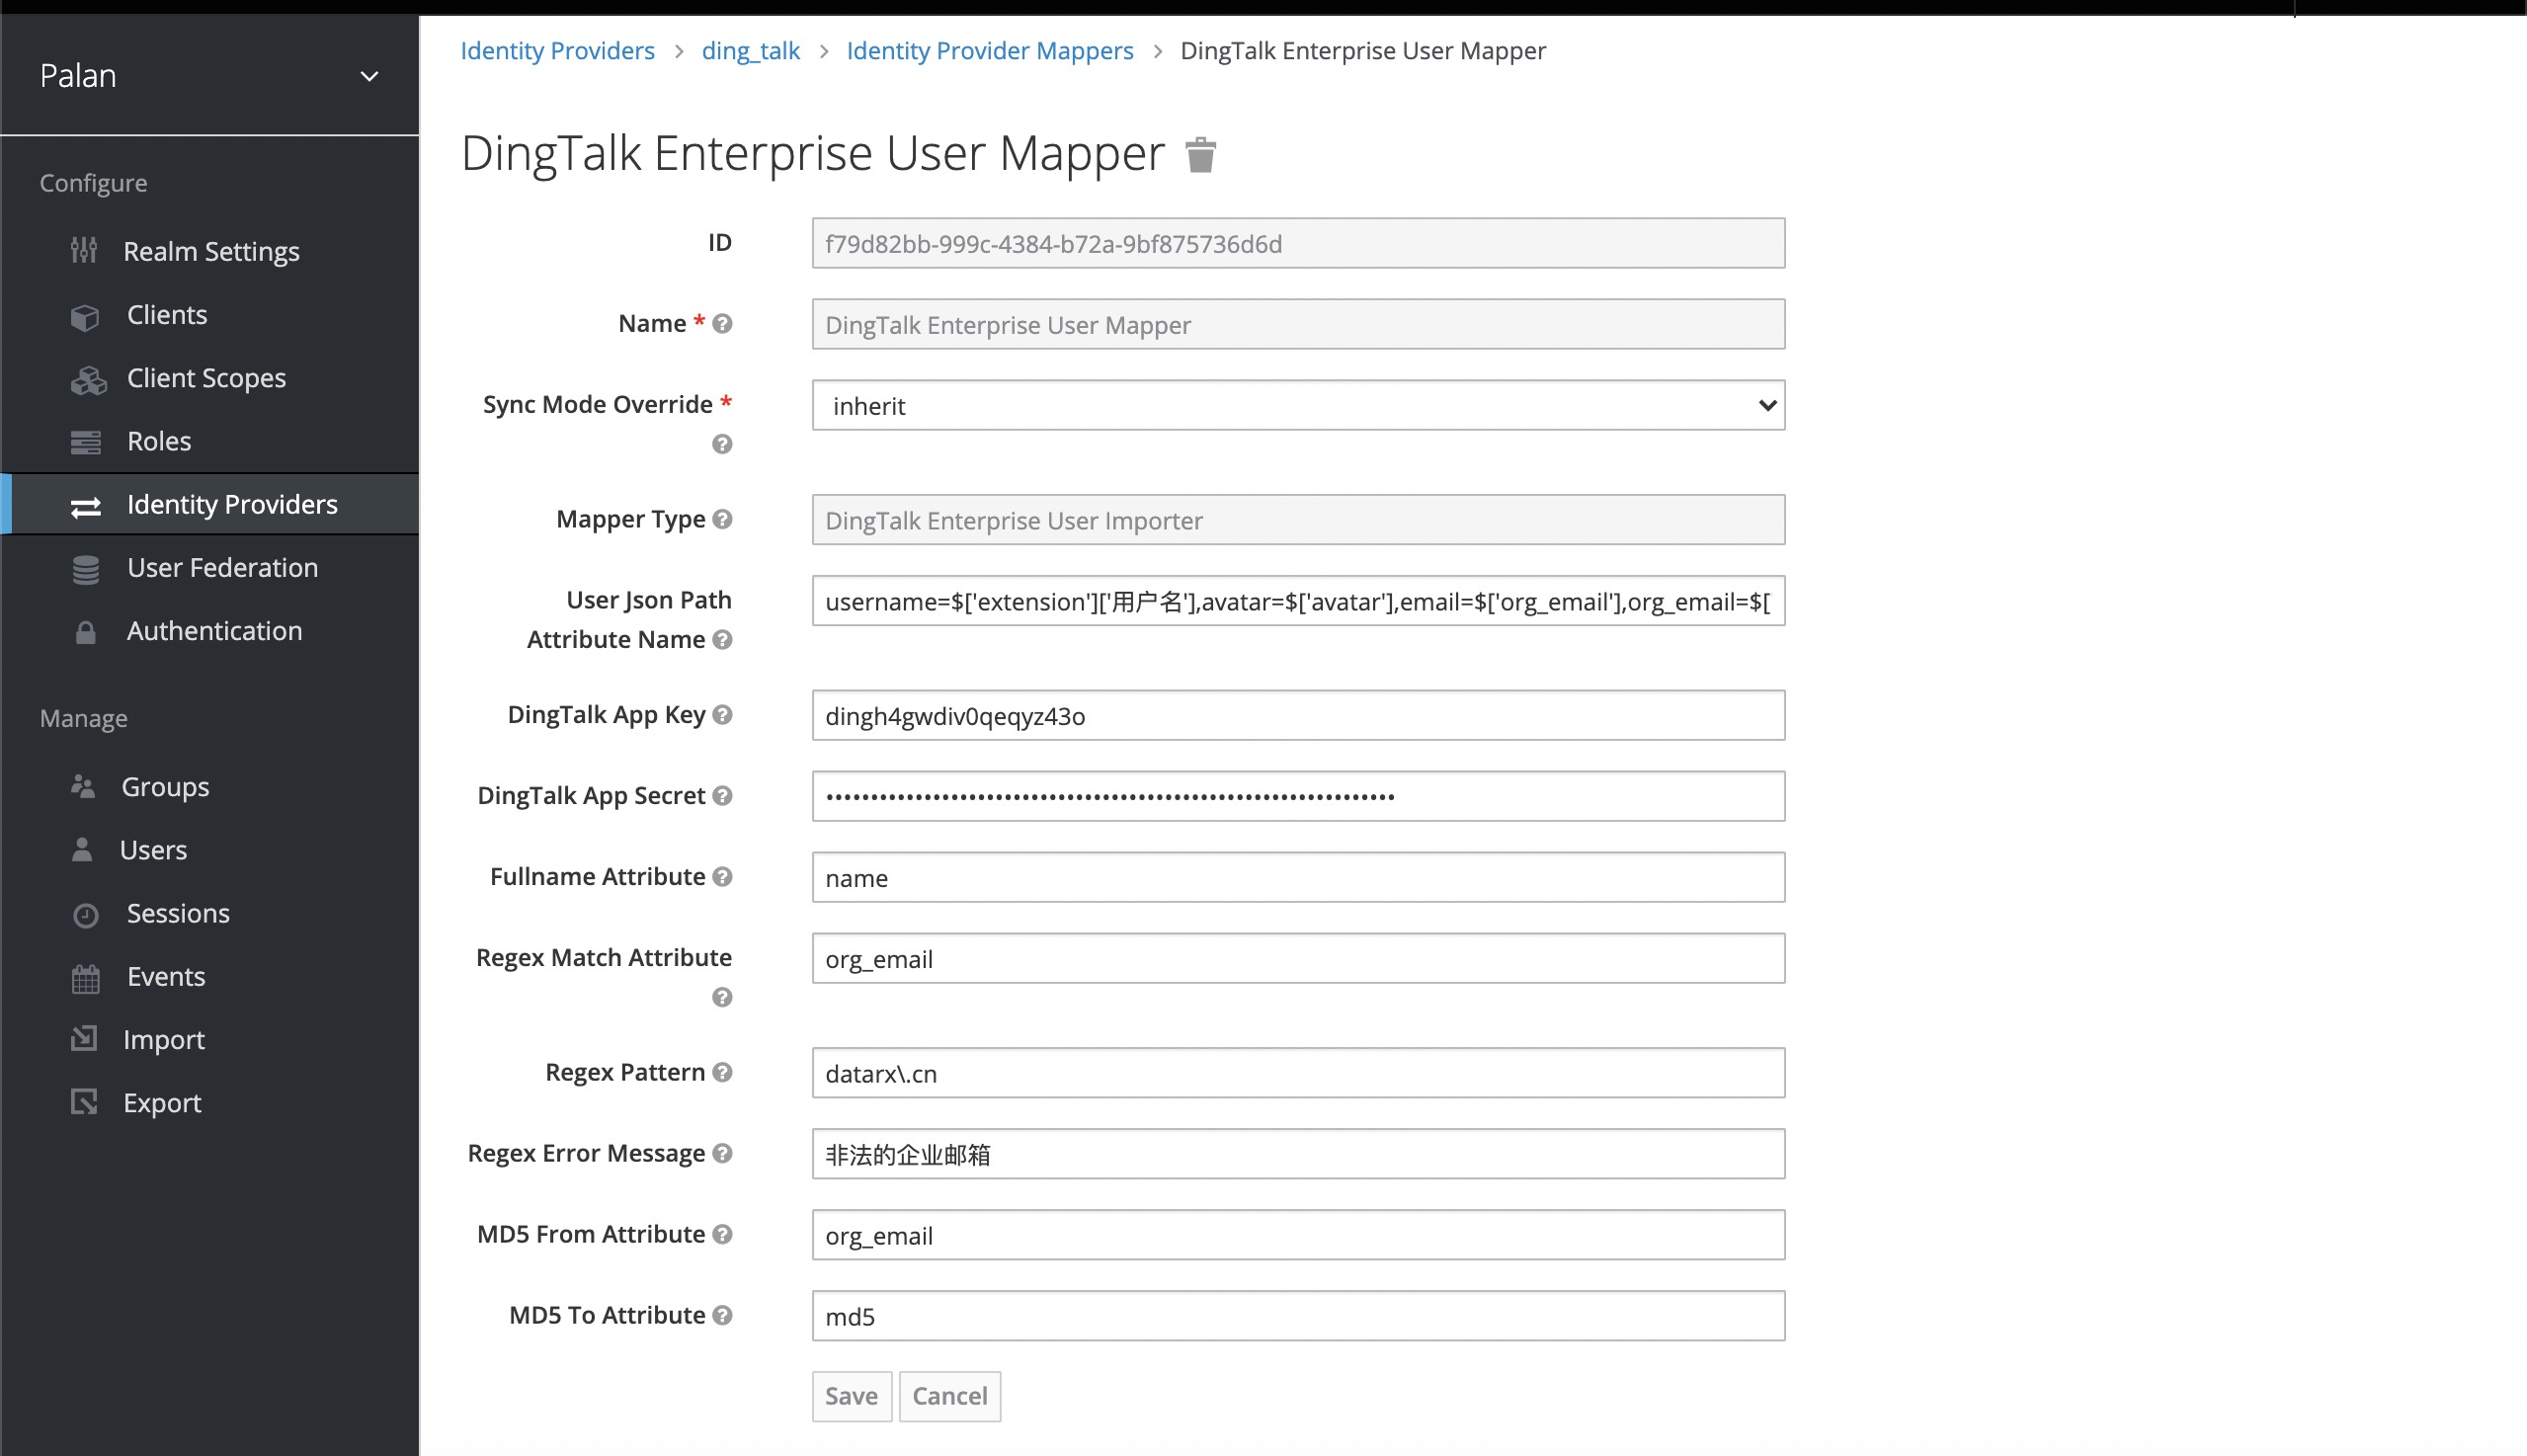 Palan
Configure
Realm Settings
Clients
Client Scopes
Roles
Identity Providers
User Federation
Authentication
Manage
Groups
Users
Sessions
Events
Import
Export
Identity Providers > ding_talk > Identity Provider Mappers > DingTalk Enterprise User Mapper
DingTalk Enterprise User Mapper
ID f79d82bb-999c-4384-b72a-9bf875736d6d
Name * DingTalk Enterprise User Mapper
Sync Mode Override * inherit
Mapper Type DingTalk Enterprise User Importer
User Json Path
Attribute Name
username=$['extension']['用户名'],avatar=$['avatar'],email=$['org_email'],org_email=$[
DingTalk App Key dingh4gwdiv0qeqyz43o
DingTalk App Secret
Fullname Attribute name
Regex Match Attribute org_email
Regex Pattern datarx\.cn
Regex Error Message 非法的企业邮箱
MD5 From Attribute org_email
MD5 To Attribute md5
Save Cancel